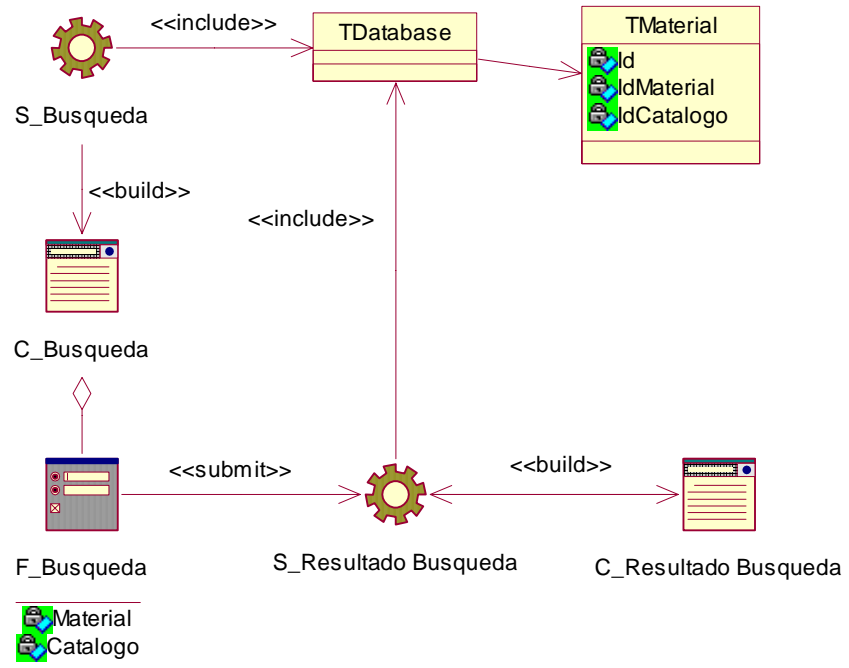 <<include>>
TDatabase
TMaterial
Id
IdMaterial
IdCatalogo
S_Busqueda
<<build>>
<<include>>
C_Busqueda
<<submit>>
<<build>>
F_Busqueda
S_Resultado Busqueda
C_Resultado Busqueda
Material
Catalogo